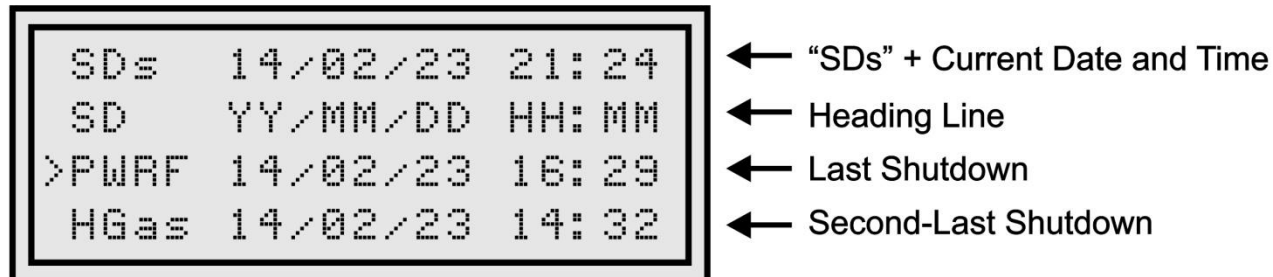 SDs 14/02/23 21:24 “SDs” + Current Date and Time
SD YY/MM/DD HH:MM Heading Line
>PWRF 14/02/23 16:29 Last Shutdown
HGas 14/02/23 14:32 Second-Last Shutdown